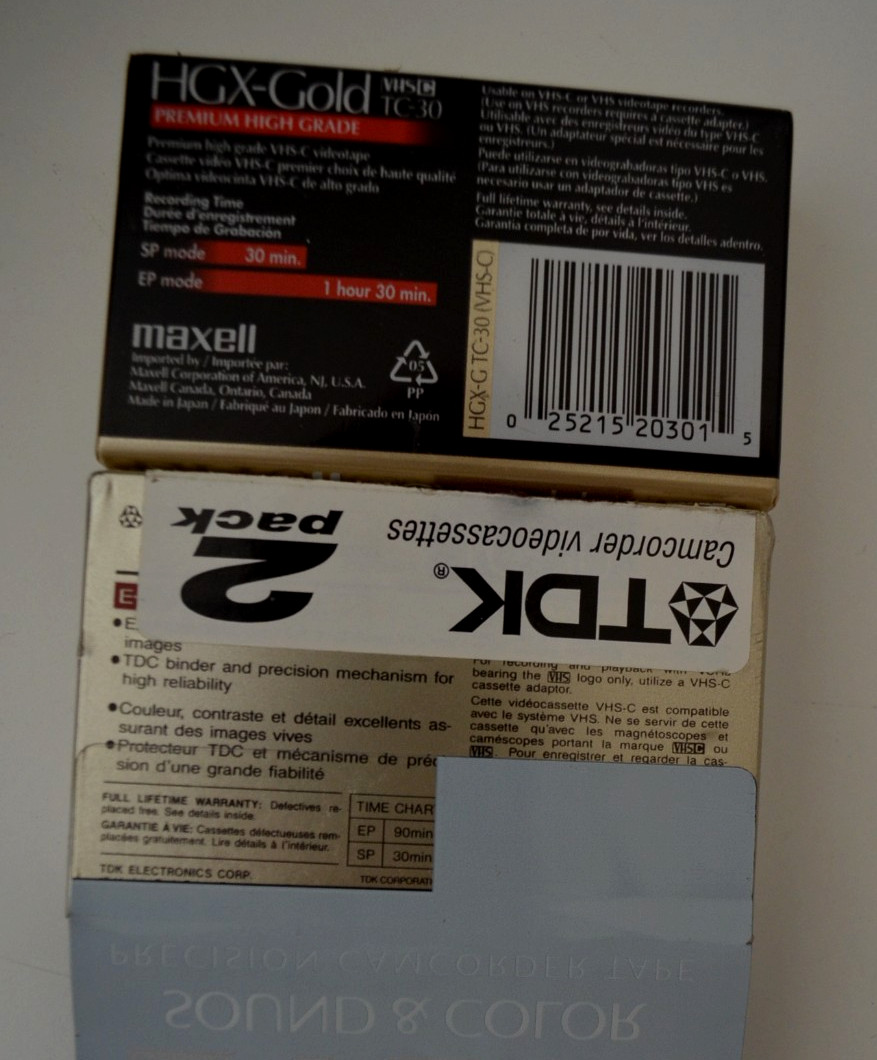 HGX-Gold VHSC
TC-30
PREMIUM HIGH GRADE
Premium high grade VHS-C videotape
Cassette vidéo VHS-C premier choix de haute qualité
Optima videocinta VHS-C de alto grado
Recording Time
Durée d'enregistrement
Tiempo de Grabación
SP mode 30 min.
EP mode 1 hour 30 min.
maxell
Imported by / Importée par:
Maxell Corporation of America, NJ, U.S.A.
Maxell Canada, Ontario, Canada
Made in Japan / Fabriqué au Japon / Fabricado en Japón
05
PP
Usable on VHS-C or VHS videotape recorders.
(Use on VHS recorders requires a cassette adapter.)
Utilisable avec des enregistreurs vidéo du type VHS-C
ou VHS. (Un adaptateur spécial est nécessaire pour les
enregistreurs.)
Puede utilizarse en videograbadoras tipo VHS-C o VHS.
(Para utilizarse con videograbadoras tipo VHS es
necesario usar un adaptador de cassette.)
Full lifetime warranty, see details inside.
Garantie totale à vie, détails à l'intérieur.
Garantía completa de por vida, ver los detalles adentro.
HGX-G TC-30 (VHS-C)
0 25215 20301 5
TDK®
Camcorder videocassettes
2
pack
E-
•E
images
•TDC binder and precision mechanism for
high reliability
•Couleur, contraste et détail excellents as-
surant des images vives
•Protecteur TDC et mécanisme de préc
sion d'une grande fiabilité
FULL LIFETIME WARRANTY: Defectives re-
placed free. See details inside.
GARANTIE À VIE: Cassettes défectueuses rem-
placées gratuitement. Lire détails à l'intérieur.
TDK ELECTRONICS CORP.
TIME CHAR
EP 90min
SP 30min
TDK CORPORATI
For recording and playback with
bearing the VHS logo only, utilize a VHS-C
cassette adaptor.
Cette vidéocassette VHS-C est compatible
avec le système VHS. Ne se servir de cette
cassette qu'avec les magnétoscopes et
caméscopes portant la marque VHSC ou
VHS. Pour enregistrer et regarder la cas-
PRECISION CAMCORDER TAPE
SOUND & COLOR